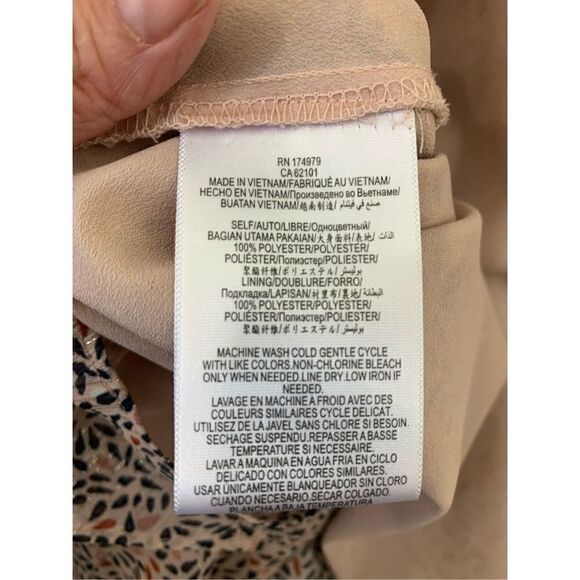 RN 174979
CA 62101
MADE IN VIETNAM/FABRIQUÉ AU VIETNAM/
HECHO EN VIETNAM/Произведено во Вьетнаме/
BUATAN VIETNAM/越南制造/ صنع في فيتنام
SELF/AUTO/LIBRE/Одноцветный/
BAGIAN UTAMA PAKAIAN/大身面料/表地/ الذات
100% POLYESTER/POLYESTER/
POLIÉSTER/Полиэстер/POLIESTER/
聚酯纤维/ポリエステル/ بوليستر
LINING/DOUBLURE/FORRO/
Подкладка/LAPISAN/村里布/裏地/ البطانة
100% POLYESTER/POLYESTER/
POLIÉSTER/Полиэстер/POLIESTER/
聚酯纤维/ポリエステル/ بوليستر
MACHINE WASH COLD GENTLE CYCLE
WITH LIKE COLORS.NON-CHLORINE BLEACH
ONLY WHEN NEEDED.LINE DRY.LOW IRON IF
NEEDED.
LAVAGE EN MACHINE A FROID AVEC DES
COULEURS SIMILAIRES CYCLE DELICAT.
UTILISEZ DE LA JAVEL SANS CHLORE SI BESOIN.
SECHAGE SUSPENDU.REPASSER A BASSE
TEMPERATURE SI NECESSAIRE.
LAVAR A MAQUINA EN AGUA FRIA EN CICLO
DELICADO CON COLORES SIMILARES.
USAR ÚNICAMENTE BLANQUEADOR SIN CLORO
CUANDO NECESARIO.SECAR COLGADO.
PLANCHA A BAJA TEMPERATURA